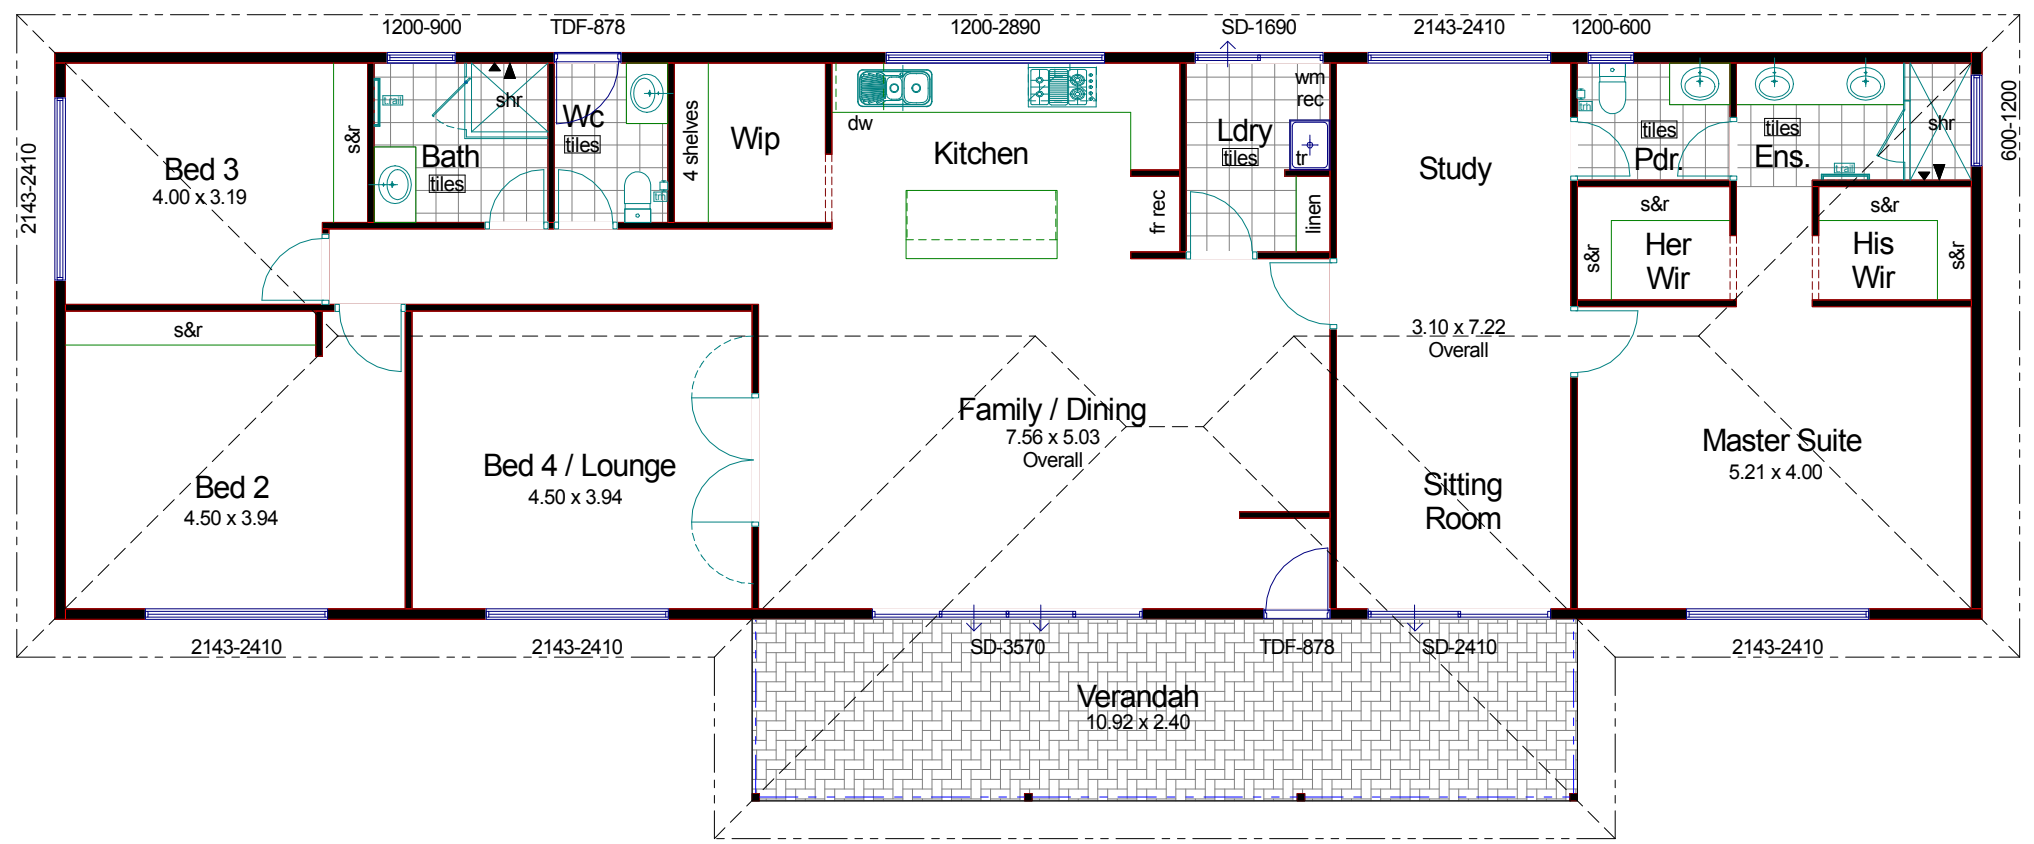 1200-900
TDF-878
1200-2890
SD-1690
2143-2410
1200-600
2143-2410
600-1200
Bed 3
4.00 x 3.19
s&r
t.rail
shr
Bath
tiles
Wc
tiles
trh
4 shelves
Wip
dw
Kitchen
fr rec
wm
rec
Ldry
tiles
tr
linen
Study
trh
tiles
Pdr.
tiles
Ens.
t.rail
shr
s&r
s&r
Her
Wir
s&r
His
Wir
s&r
s&r
3.10 x 7.22
Overall
Family / Dining
7.56 x 5.03
Overall
Bed 4 / Lounge
4.50 x 3.94
Bed 2
4.50 x 3.94
Sitting
Room
Master Suite
5.21 x 4.00
2143-2410
2143-2410
SD-3570
TDF-878
SD-2410
2143-2410
Verandah
10.92 x 2.40